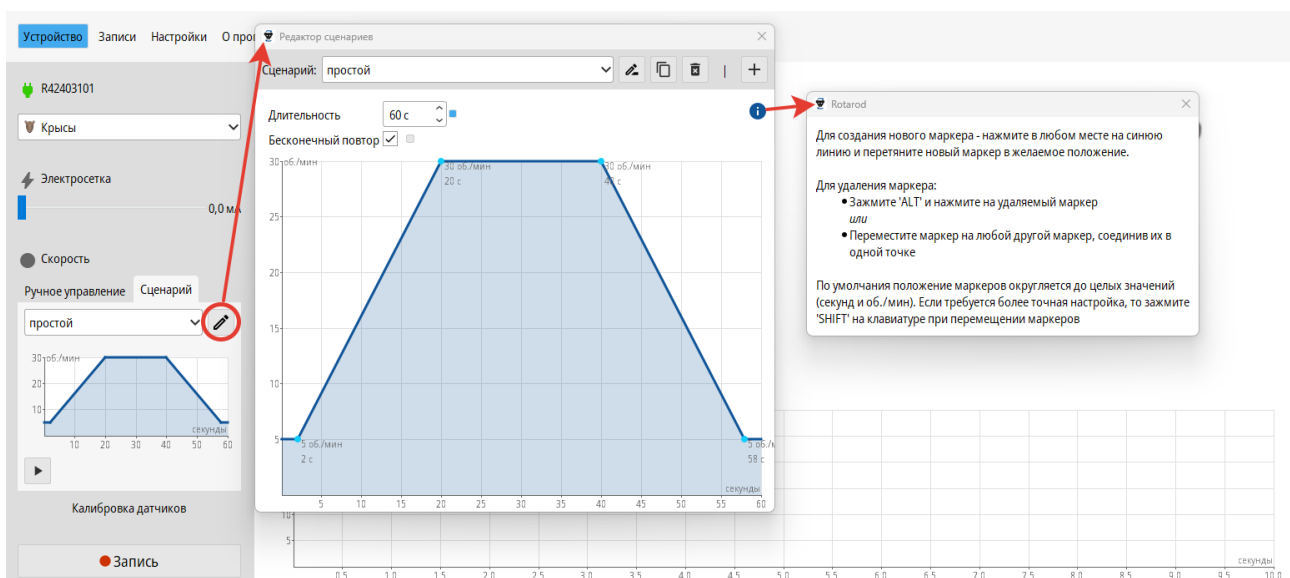 Устройство
Записи
Настройки
О про
R42403101
Крысы
Электросетка
0,0 мА
Скорость
Ручное управление
Сценарий
простой
30 об./мин
20
10
секунды
10 20 30 40 50 60
Калибровка датчиков
Запись
Редактор сценариев
Сценарий: простой
Длительность 60 с
Бесконечный повтор
30 об./мин
25
20
15
10
5
30 об./мин
20 с
30 об./мин
40 с
5 об./мин
2 с
5 об./м
58 с
секунды
5 10 15 20 25 30 35 40 45 50 55 60
Rotarod
Для создания нового маркера - нажмите в любом месте на синюю
линию и перетяните новый маркер в желаемое положение.
Для удаления маркера:
• Зажмите 'ALT' и нажмите на удаляемый маркер
или
• Переместите маркер на любой другой маркер, соединив их в
одной точке
По умолчания положение маркеров округляется до целых значений
(секунд и об./мин). Если требуется более точная настройка, то зажмите
'SHIFT' на клавиатуре при перемещении маркеров
10
5
секунды
0.5 1.0 1.5 2.0 2.5 3.0 3.5 4.0 4.5 5.0 5.5 6.0 6.5 7.0 7.5 8.0 8.5 9.0 9.5 10.0